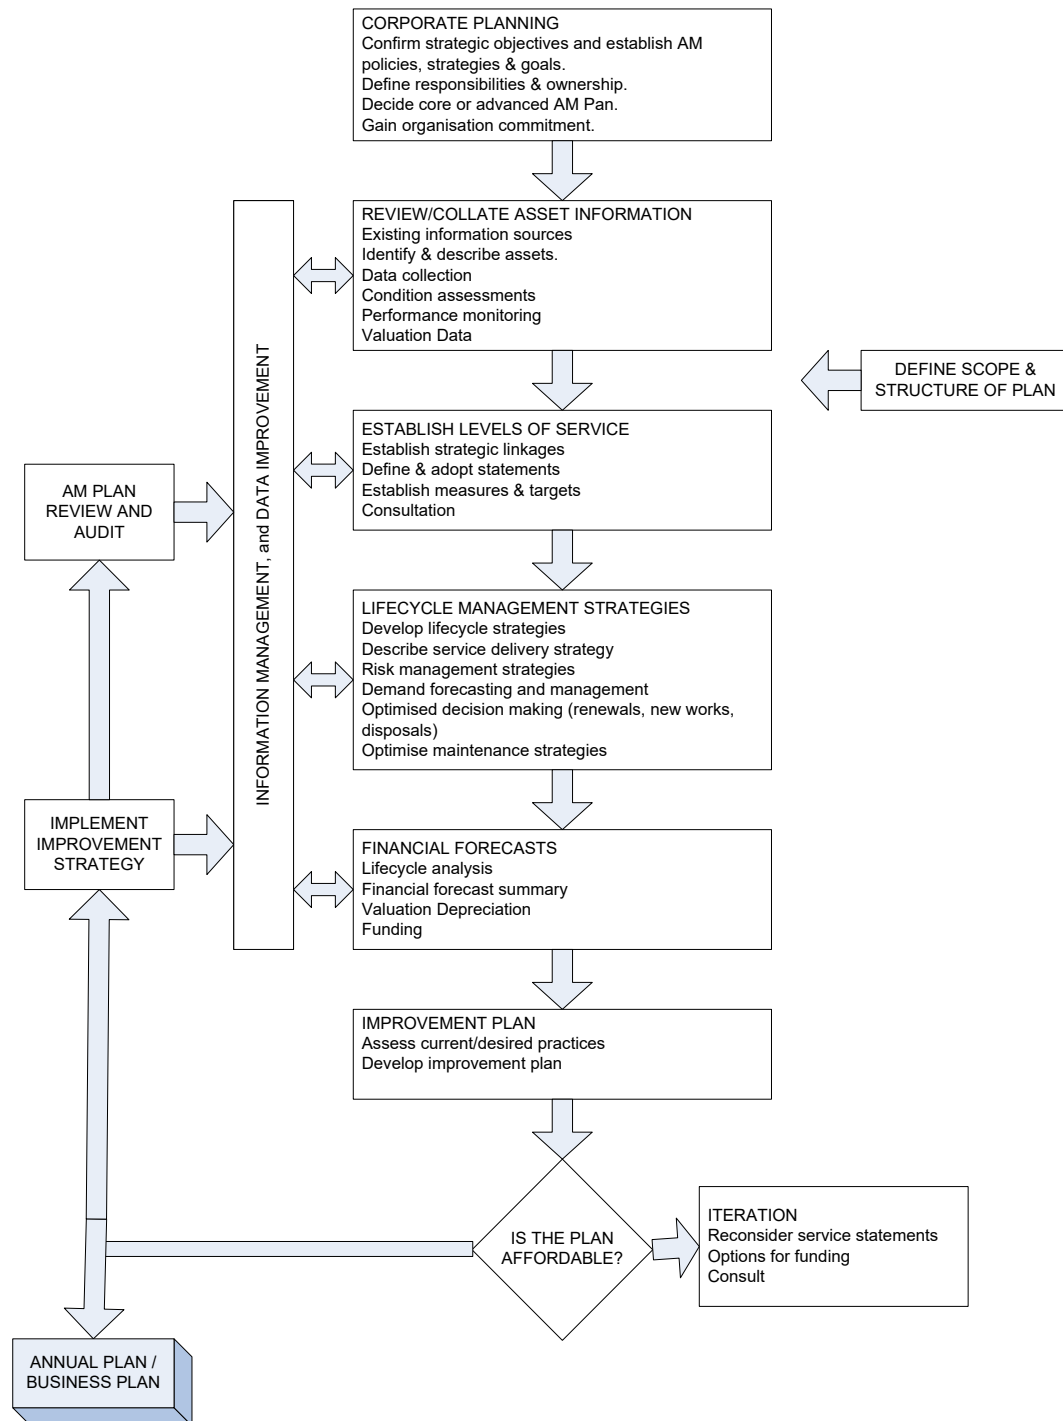 CORPORATE PLANNING
Confirm strategic objectives and establish AM
policies, strategies & goals.
Define responsibilities & ownership.
Decide core or advanced AM Pan.
Gain organisation commitment.
REVIEW/COLLATE ASSET INFORMATION
Existing information sources
Identify & describe assets.
Data collection
Condition assessments
Performance monitoring
Valuation Data
DEFINE SCOPE &
STRUCTURE OF PLAN
INFORMATION MANAGEMENT, and DATA IMPROVEMENT
ESTABLISH LEVELS OF SERVICE
Establish strategic linkages
Define & adopt statements
Establish measures & targets
Consultation
AM PLAN
REVIEW AND
AUDIT
LIFECYCLE MANAGEMENT STRATEGIES
Develop lifecycle strategies
Describe service delivery strategy
Risk management strategies
Demand forecasting and management
Optimised decision making (renewals, new works,
disposals)
Optimise maintenance strategies
IMPLEMENT
IMPROVEMENT
STRATEGY
FINANCIAL FORECASTS
Lifecycle analysis
Financial forecast summary
Valuation Depreciation
Funding
IMPROVEMENT PLAN
Assess current/desired practices
Develop improvement plan
IS THE PLAN
AFFORDABLE?
ITERATION
Reconsider service statements
Options for funding
Consult
ANNUAL PLAN /
BUSINESS PLAN